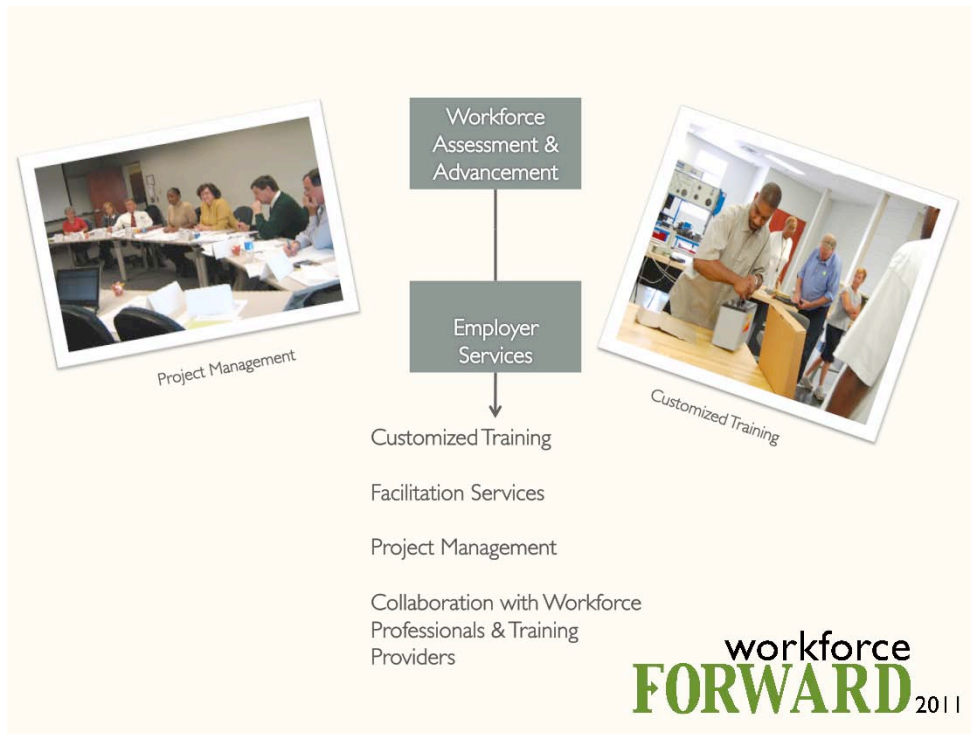 Workforce
Assessment &
Advancement
Employer
Services
Project Management
Customized Training
Customized Training
Facilitation Services
Project Management
Collaboration with Workforce
Professionals & Training
Providers
workforce
FORWARD 2011